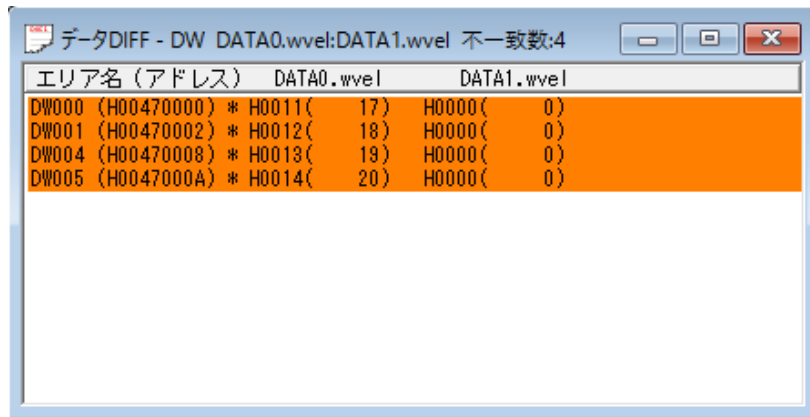 データDIFF - DW DATA0.wvel:DATA1.wvel 不一致数:4
エリア名（アドレス） DATA0.wvel DATA1.wvel
DW000 (H00470000) * H0011( 17) H0000( 0)
DW001 (H00470002) * H0012( 18) H0000( 0)
DW004 (H00470008) * H0013( 19) H0000( 0)
DW005 (H0047000A) * H0014( 20) H0000( 0)